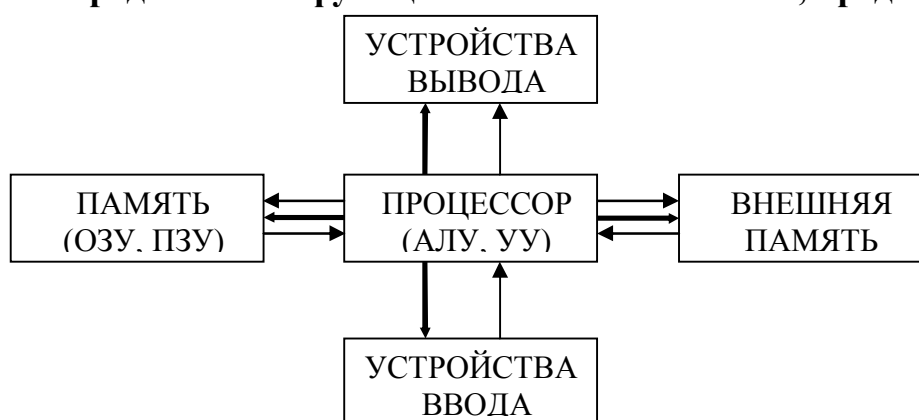 УСТРОЙСТВА
ВЫВОДА
ПАМЯТЬ
(ОЗУ, ПЗУ)
ПРОЦЕССОР
(АЛУ, УУ)
ВНЕШНЯЯ
ПАМЯТЬ
УСТРОЙСТВА
ВВОДА